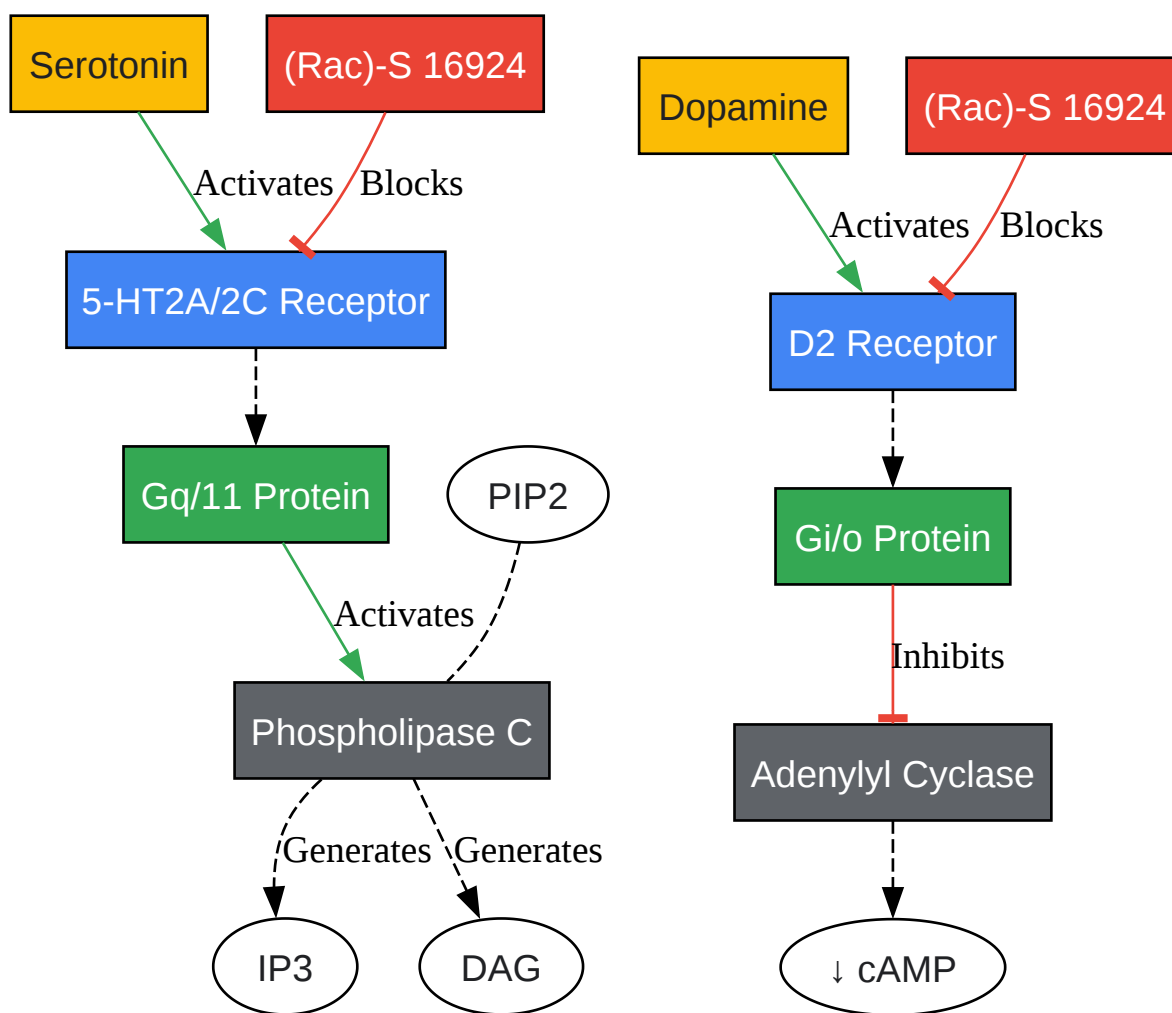 Serotonin
(Rac)-S 16924
Activates
Blocks
5-HT2A/2C Receptor
Gq/11 Protein
PIP2
Activates
Phospholipase C
Generates
Generates
IP3
DAG
Dopamine
(Rac)-S 16924
Activates
Blocks
D2 Receptor
Gi/o Protein
Inhibits
Adenylyl Cyclase
↓ cAMP